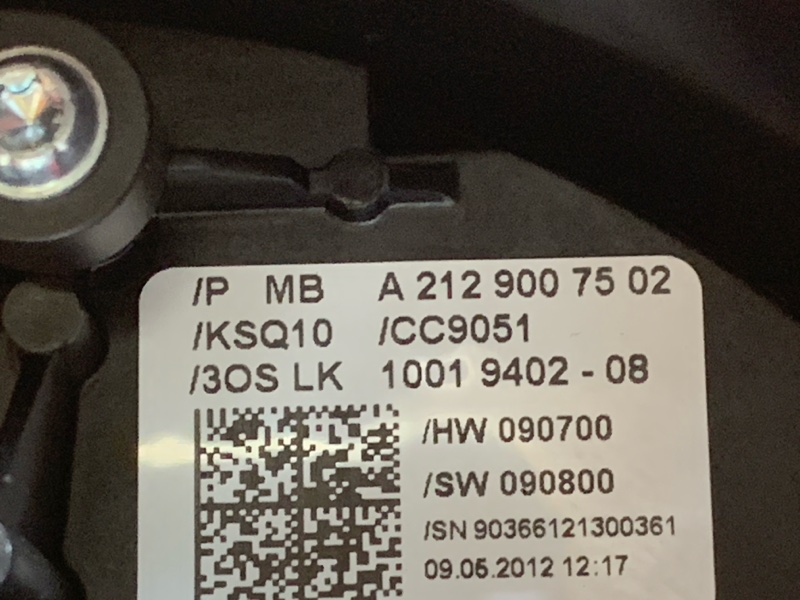 /P MB A 212 900 75 02
/KSQ10 /CC9051
/3OS LK 1001 9402 - 08
/HW 090700
/SW 090800
/SN 90366121300361
09.05.2012 12:17